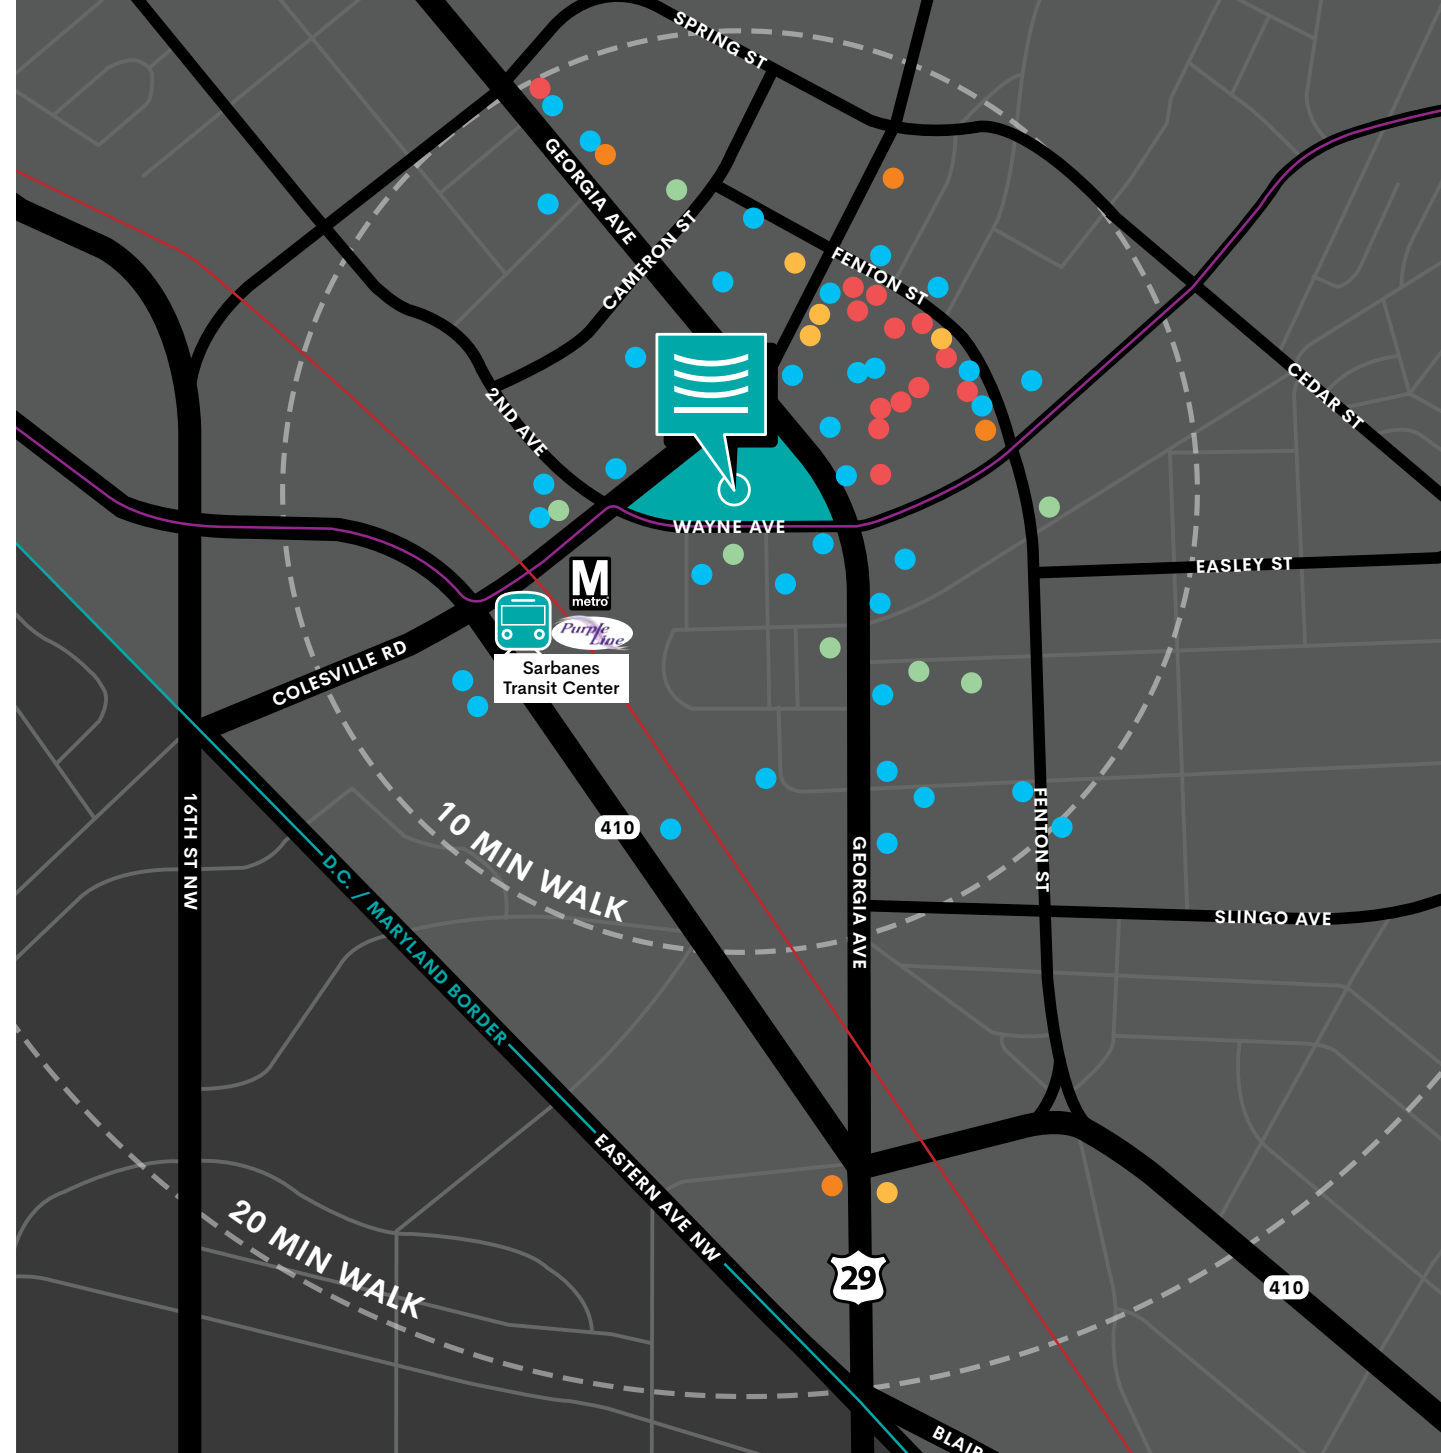 SPRING ST
GEORGIA AVE
CAMERON ST
FENTON ST
2ND AVE
CEDAR ST
WAYNE AVE
EASLEY ST
M
metro
Purple
Line
Sarbanes
Transit Center
COLESVILLE RD
16TH ST NW
10 MIN WALK
410
FENTON ST
GEORGIA AVE
D.C. / MARYLAND BORDER
SLINGO AVE
EASTERN AVE NW
20 MIN WALK
29
410
BLAIR